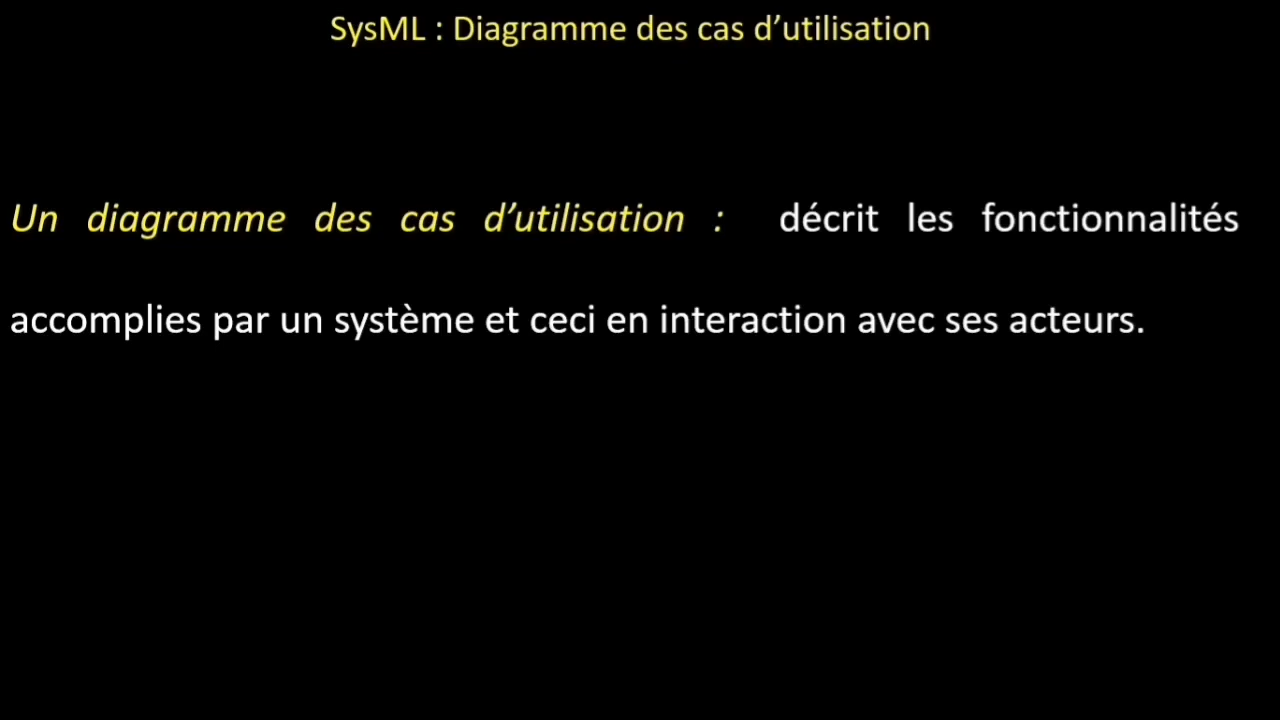 SysML : Diagramme des cas d’utilisation
Un diagramme des cas d’utilisation : décrit les fonctionnalités
accomplies par un système et ceci en interaction avec ses acteurs.